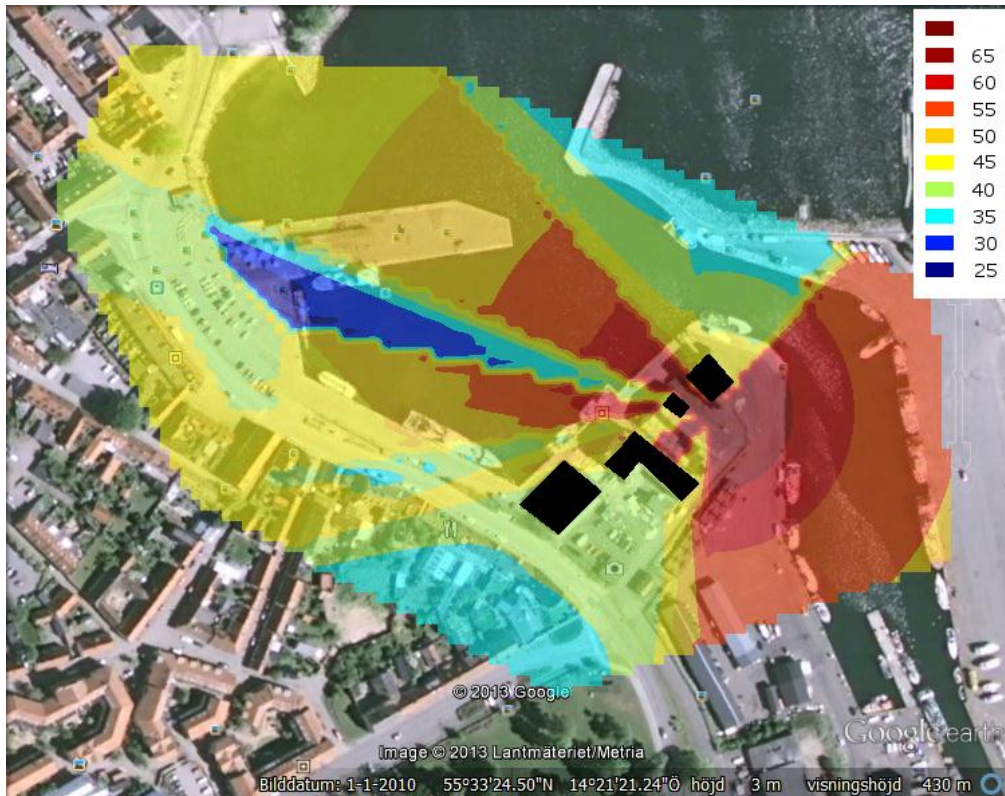 65
60
55
50
45
40
35
30
25
© 2013 Google
Google earth
Image © 2013 Lantmäteriet/Metria
Bilddatum: 1-1-2010 55°33'24.50"N 14°21'21.24"Ö höjd 3 m visningshöjd 430 m